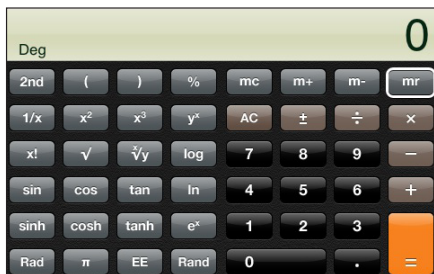 0
Deg
2nd ( ) % mc m+ m- mr
1/x x² x³ yˣ AC ± ÷ ×
x! √ ˣ√y log 7 8 9 −
sin cos tan ln 4 5 6 +
sinh cosh tanh eˣ 1 2 3
Rad π EE Rand 0 . =